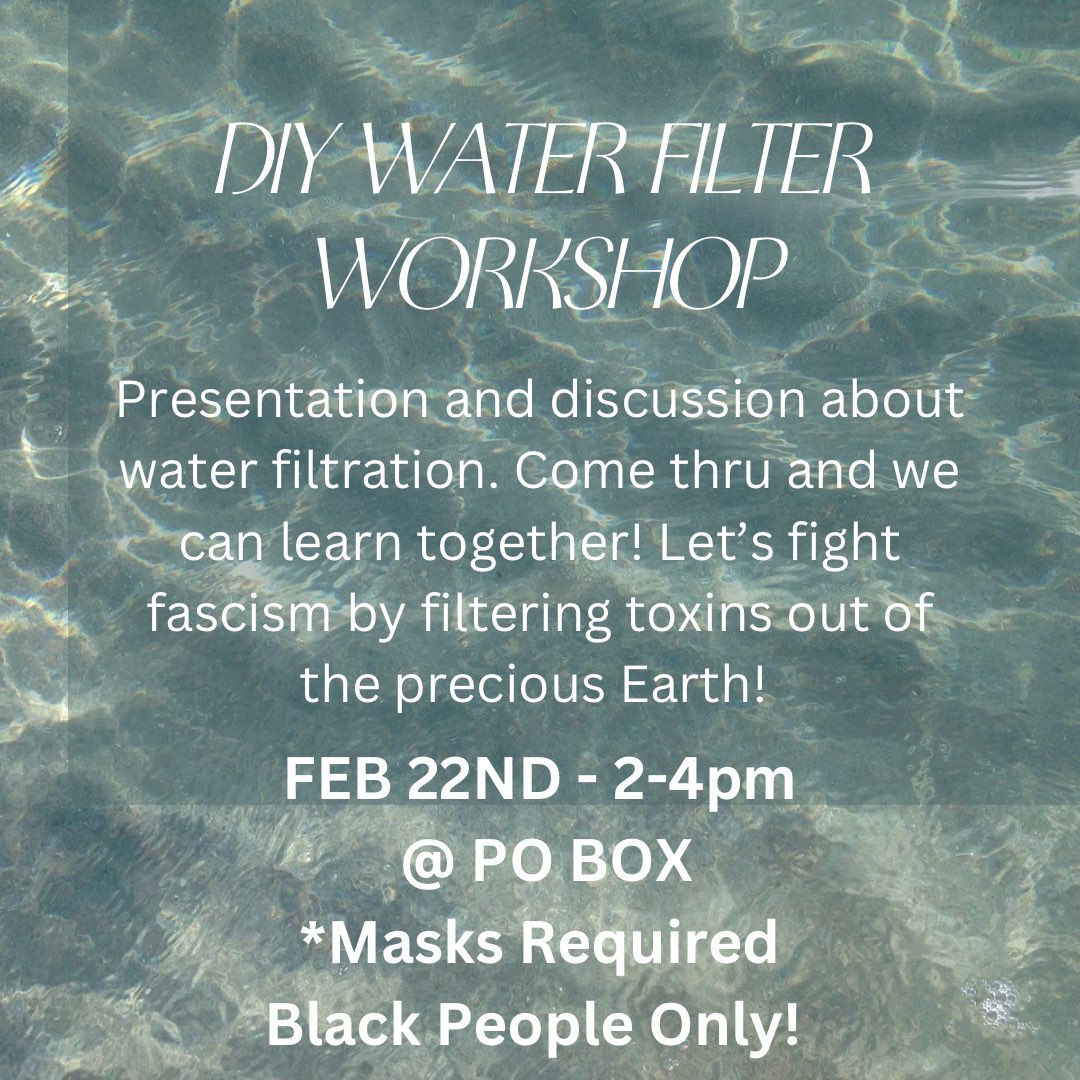 DIY WATER FILTER
WORKSHOP
Presentation and discussion about
water filtration. Come thru and we
can learn together! Let’s fight
fascism by filtering toxins out of
the precious Earth!
FEB 22ND - 2-4pm
@ PO BOX
*Masks Required
Black People Only!